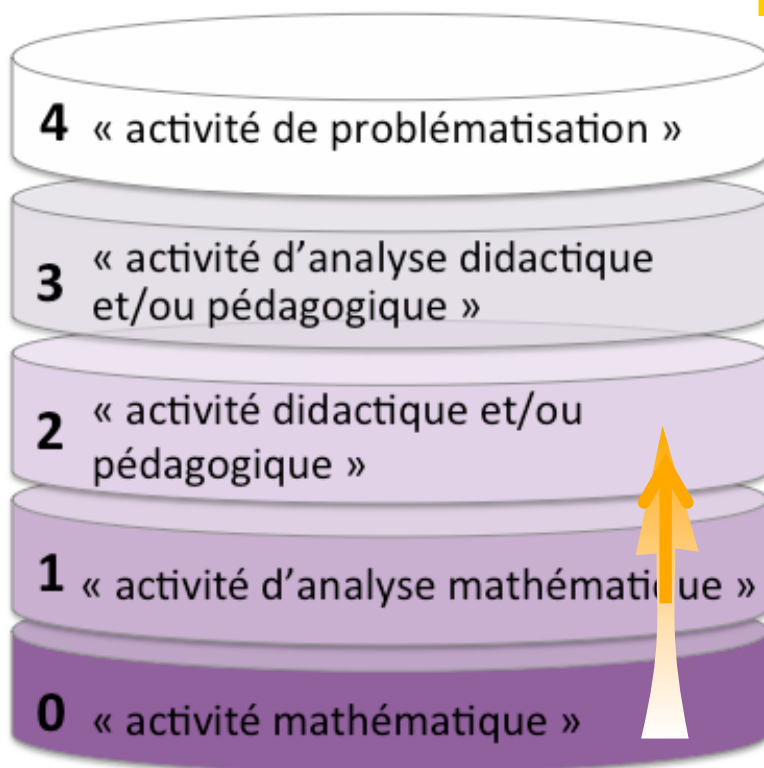 4 « activité de problématisation »
« activité d’analyse didactique
3 et/ou pédagogique »
« activité didactique et/ou
2 pédagogique »
1 « activité d’analyse mathématique »
0 « activité mathématique »